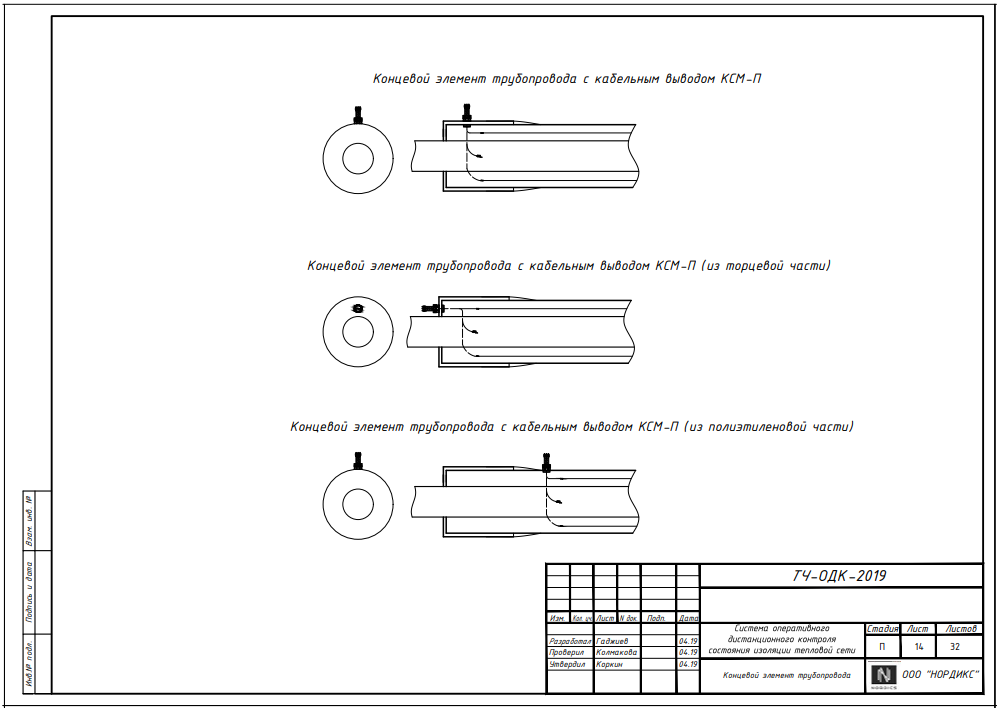 Концевой элемент трубопровода с кабельным выводом КСМ-П
Концевой элемент трубопровода с кабельным выводом КСМ-П (из торцевой части)
Концевой элемент трубопровода с кабельным выводом КСМ-П (из полиэтиленовой части)
Взам. инв. №
Подпись и дата
Инв.№ подл.
ТЧ-ОДК-2019
Изм. Кол. уч Лист N док. Подп. Дата
Разработал Гаджиев 04.19
Проверил Колмакова 04.19
Утвердил Коркин 04.19
Система оперативного
дистанционного контроля
состояния изоляции тепловой сети
Стадия Лист Листов
П 14 32
Концевой элемент трубопровода
N
NORDICS
ООО "НОРДИКС"